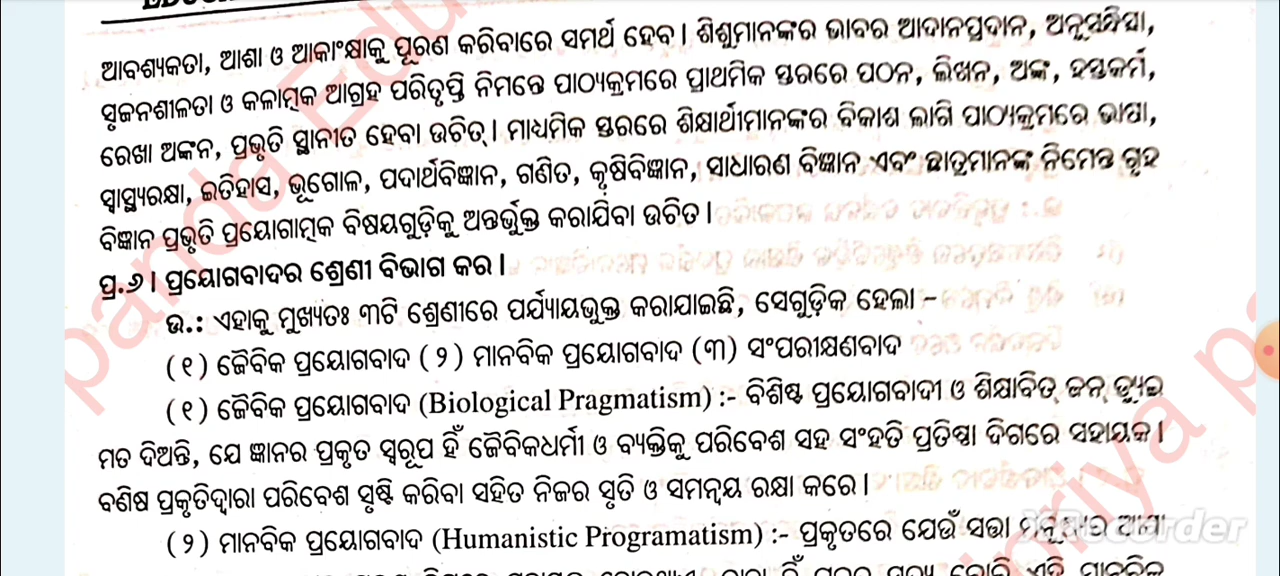 ଆବଶ୍ୟକତା, ଆଶା ଓ ଆକାଂକ୍ଷାକୁ ପୂରଣ କରିବାରେ ସମର୍ଥ ହେବ। ଶିଶୁମାନଙ୍କର ଭାବର ଆଦାନପ୍ରଦାନ, ଅନୁସନ୍ଧିତ୍ସା,
ସୃଜନଶୀଳତା ଓ କଳାତ୍ମକ ଆଗ୍ରହ ପରିତୃପ୍ତି ନିମନ୍ତେ ପାଠ୍ୟକ୍ରମରେ ପ୍ରାଥମିକ ସ୍ତରରେ ପଠନ, ଲିଖନ, ଅଙ୍କ, ହସ୍ତକର୍ମ,
ରେଖା ଅଙ୍କନ, ପ୍ରଭୃତି ସ୍ଥାନୀତ ହେବା ଉଚିତ୍। ମାଧ୍ୟମିକ ସ୍ତରରେ ଶିକ୍ଷାର୍ଥୀମାନଙ୍କର ବିକାଶ ଲାଗି ପାଠ୍ୟକ୍ରମରେ ଭାଷା,
ସ୍ୱାସ୍ଥ୍ୟରକ୍ଷା, ଇତିହାସ, ଭୂଗୋଳ, ପଦାର୍ଥବିଜ୍ଞାନ, ଗଣିତ, କୃଷିବିଜ୍ଞାନ, ସାଧାରଣ ବିଜ୍ଞାନ ଏବଂ ଛାତ୍ରମାନଙ୍କ ନିମନ୍ତେ ଗୃହ
ବିଜ୍ଞାନ ପ୍ରଭୃତି ପ୍ରୟୋଗାତ୍ମକ ବିଷୟଗୁଡ଼ିକୁ ଅନ୍ତର୍ଭୁକ୍ତ କରାଯିବା ଉଚିତ।
ପ୍ର.୬। ପ୍ରୟୋଗବାଦର ଶ୍ରେଣୀ ବିଭାଗ କର।
ଉ.: ଏହାକୁ ମୁଖ୍ୟତଃ ୩ଟି ଶ୍ରେଣୀରେ ପର୍ଯ୍ୟାୟଭୁକ୍ତ କରାଯାଇଛି, ସେଗୁଡ଼ିକ ହେଲା –
(୧) ଜୈବିକ ପ୍ରୟୋଗବାଦ (୨) ମାନବିକ ପ୍ରୟୋଗବାଦ (୩) ସଂପରୀକ୍ଷଣବାଦ
(୧) ଜୈବିକ ପ୍ରୟୋଗବାଦ (Biological Pragmatism) :- ବିଶିଷ୍ଟ ପ୍ରୟୋଗବାଦୀ ଓ ଶିକ୍ଷାବିତ୍ ଜନ୍ ଡ୍ୟୁଇ
ମତ ଦିଅନ୍ତି, ଯେ ଜ୍ଞାନର ପ୍ରକୃତ ସ୍ୱରୂପ ହିଁ ଜୈବିକଧର୍ମୀ ଓ ବ୍ୟକ୍ତିକୁ ପରିବେଶ ସହ ସଂହତି ପ୍ରତିଷ୍ଠା ଦିଗରେ ସହାୟକ।
ବଣିଷ ପ୍ରକୃତିଦ୍ୱାରା ପରିବେଶ ସୃଷ୍ଟି କରିବା ସହିତ ନିଜର ସ୍ମୃତି ଓ ସମନ୍ୱୟ ରକ୍ଷା କରେ।
(୨) ମାନବିକ ପ୍ରୟୋଗବାଦ (Humanistic Programatism) :- ପ୍ରକୃତରେ ଯେଉଁ ସତ୍ତା ମନୁଷ୍ୟର ଆଶା